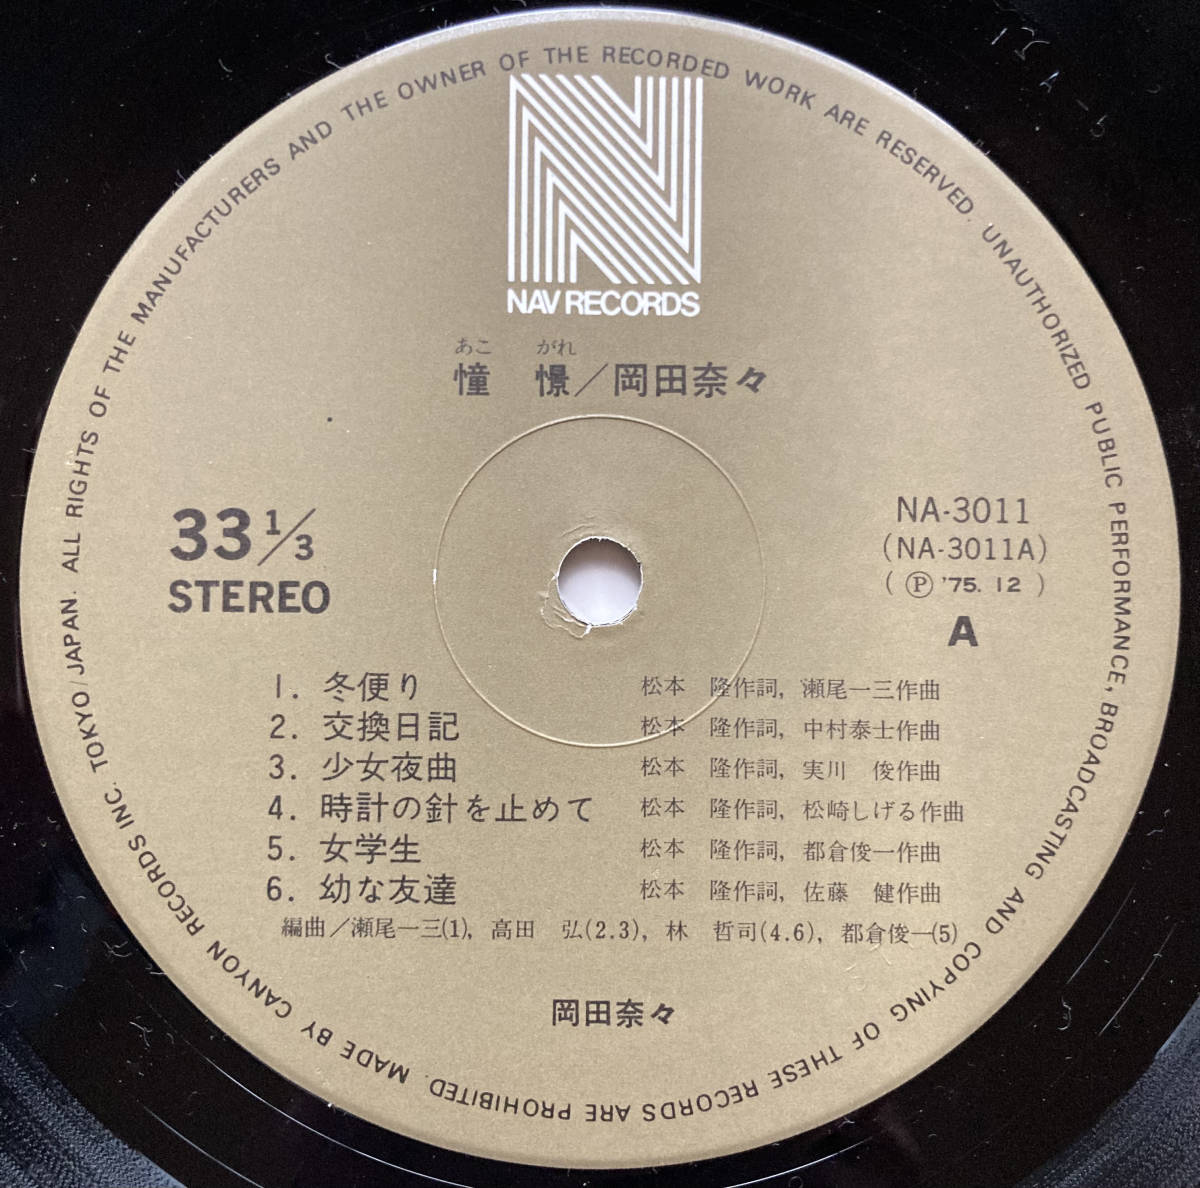 ALL RIGHTS OF THE MANUFACTURERS AND THE OWNER OF THE RECORDED WORK ARE RESERVED. UNAUTHORIZED PUBLIC PERFORMANCE, BROADCASTING AND COPYING OF THESE RECORDS ARE PROHIBITED. MADE BY CANYON RECORDS INC. TOKYO/JAPAN.
N
NAV RECORDS
あこ がれ
憧 憬／岡田奈々
33 1/3
STEREO
NA-3011
(NA-3011A)
(Ⓟ '75. 12 )
A
1. 冬便り 松本 隆作詞, 瀬尾一三作曲
2. 交換日記 松本 隆作詞, 中村泰士作曲
3. 少女夜曲 松本 隆作詞, 実川 俊作曲
4. 時計の針を止めて 松本 隆作詞, 松崎しげる作曲
5. 女学生 松本 隆作詞, 都倉俊一作曲
6. 幼な友達 松本 隆作詞, 佐藤 健作曲
編曲／瀬尾一三(1), 高田 弘(2.3), 林 哲司(4.6), 都倉俊一(5)
岡田奈々